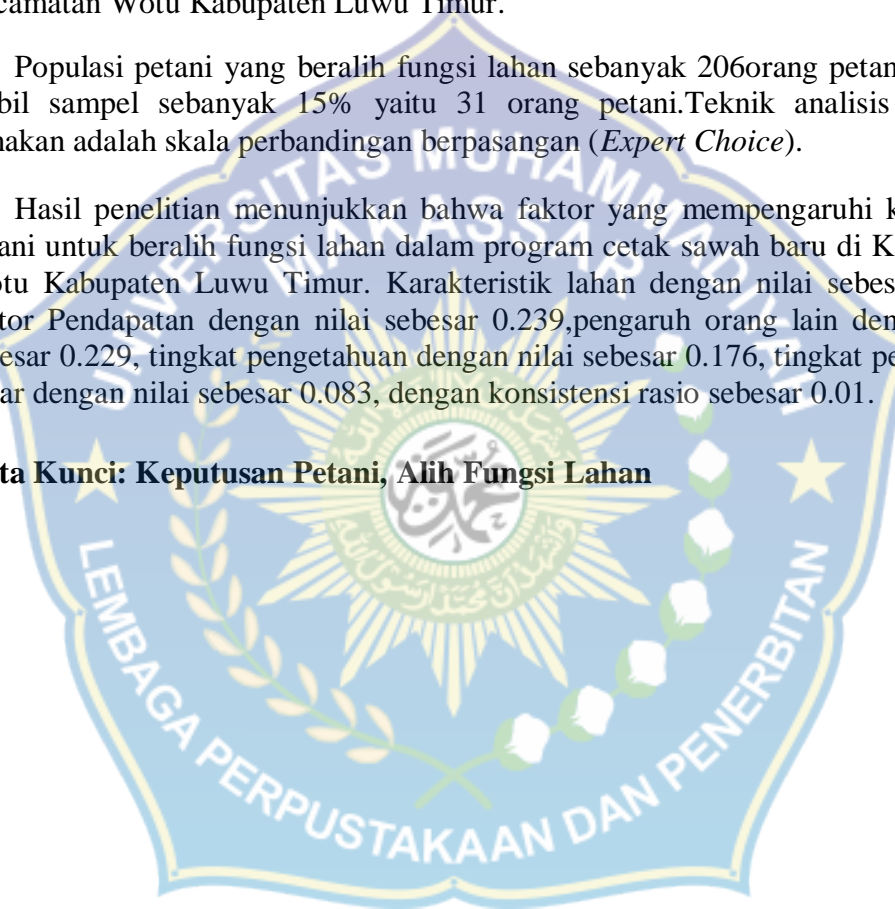 camatan Wotu Kabupaten Luwu Timur.
Populasi petani yang beralih fungsi lahan sebanyak 206orang petan
bil sampel sebanyak 15% yaitu 31 orang petani.Teknik analisis
nakan adalah skala perbandingan berpasangan (Expert Choice).
Hasil penelitian menunjukkan bahwa faktor yang mempengaruhi k
ani untuk beralih fungsi lahan dalam program cetak sawah baru di K
otu Kabupaten Luwu Timur. Karakteristik lahan dengan nilai sebes
tor Pendapatan dengan nilai sebesar 0.239,pengaruh orang lain den
esar 0.229, tingkat pengetahuan dengan nilai sebesar 0.176, tingkat pe
ar dengan nilai sebesar 0.083, dengan konsistensi rasio sebesar 0.01.
ta Kunci: Keputusan Petani, Alih Fungsi Lahan
UNIVERSITAS MUHAMMADIYAH
MAKASSAR
LEMBAGA PERPUSTAKAAN DAN PENERBITAN